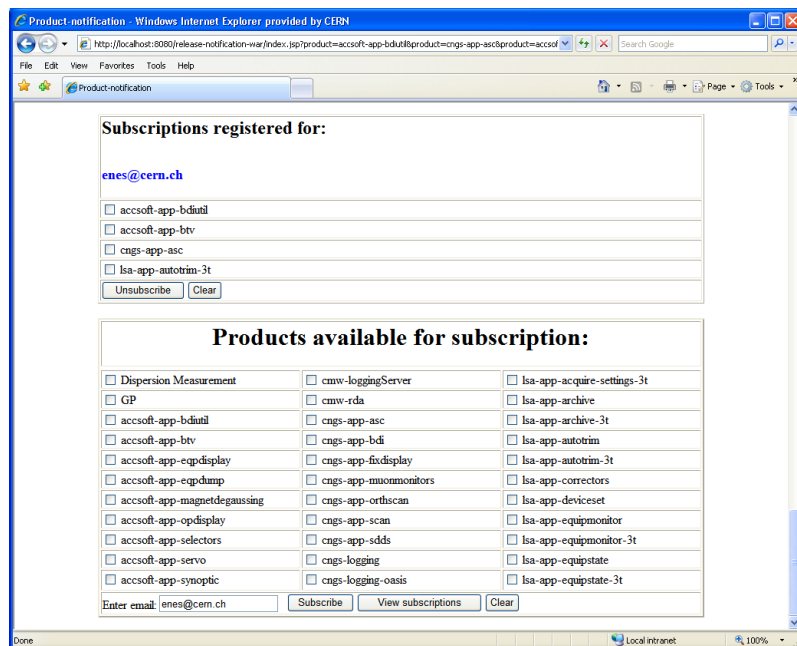 Product-notification - Windows Internet Explorer provided by CERN
http://localhost:8080/release-notification-war/index.jsp?product=accsoft-app-bdiutil&product=cngs-app-asc&product=accsof
Search Google
File Edit View Favorites Tools Help
Product-notification
Page Tools
Subscriptions registered for:
enes@cern.ch
accsoft-app-bdiutil
accsoft-app-btv
cngs-app-asc
lsa-app-autotrim-3t
Unsubscribe Clear
Products available for subscription:
Dispersion Measurement cmw-loggingServer lsa-app-acquire-settings-3t
GP cmw-rda lsa-app-archive
accsoft-app-bdiutil cngs-app-asc lsa-app-archive-3t
accsoft-app-btv cngs-app-bdi lsa-app-autotrim
accsoft-app-eqpdisplay cngs-app-fixdisplay lsa-app-autotrim-3t
accsoft-app-eqpdump cngs-app-muonmonitors lsa-app-correctors
accsoft-app-magnetdegaussing cngs-app-orthscan lsa-app-deviceset
accsoft-app-opdisplay cngs-app-scan lsa-app-equipmonitor
accsoft-app-selectors cngs-app-sdds lsa-app-equipmonitor-3t
accsoft-app-servo cngs-logging lsa-app-equipstate
accsoft-app-synoptic cngs-logging-oasis lsa-app-equipstate-3t
Enter email: enes@cern.ch Subscribe View subscriptions Clear
Done Local intranet 100%